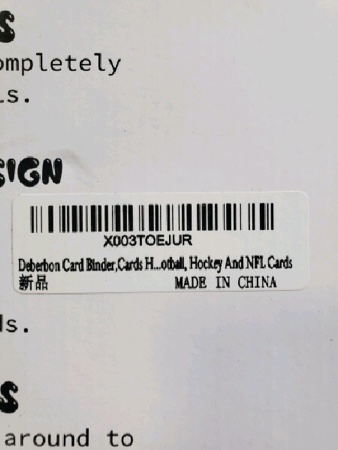 S
ompletely
ls.
SIGN
X003TOEJUR
Deberbon Card Binder,Cards H...otball, Hockey And NFL Cards
新品
MADE IN CHINA
ds.
S
around to